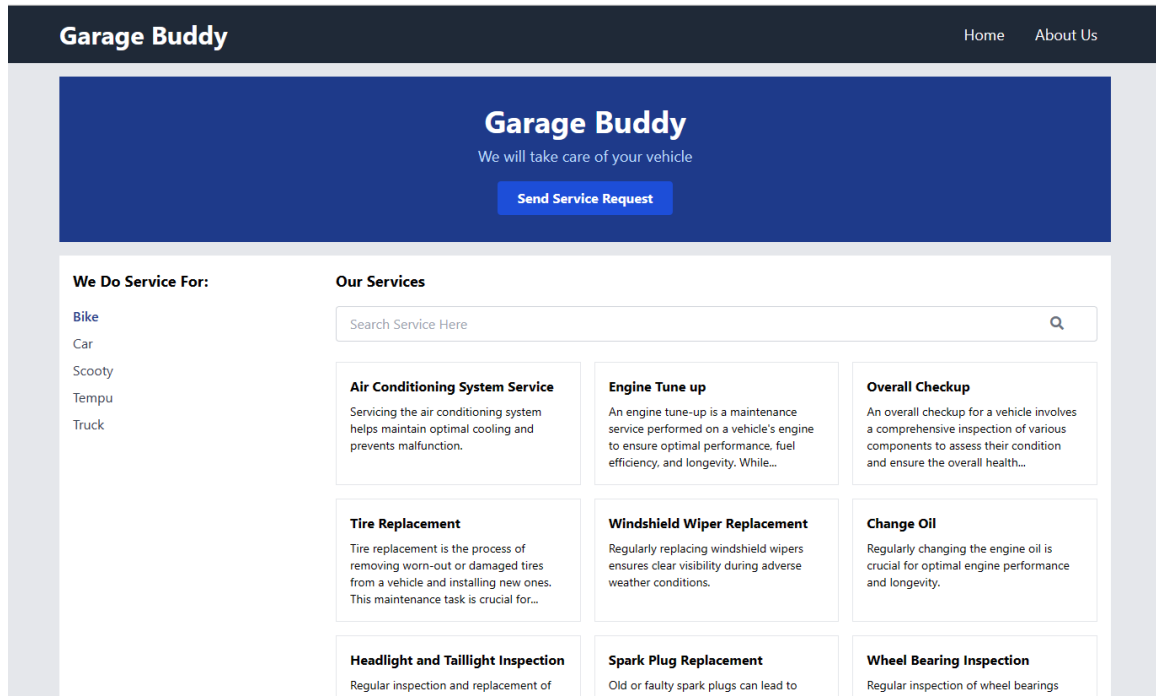 Garage Buddy
Home
About Us
Garage Buddy
We will take care of your vehicle
Send Service Request
We Do Service For:
Bike
Car
Scooty
Tempu
Truck
Our Services
Search Service Here
Air Conditioning System Service
Servicing the air conditioning system
helps maintain optimal cooling and
prevents malfunction.
Engine Tune up
An engine tune-up is a maintenance
service performed on a vehicle's engine
to ensure optimal performance, fuel
efficiency, and longevity. While...
Overall Checkup
An overall checkup for a vehicle involves
a comprehensive inspection of various
components to assess their condition
and ensure the overall health...
Tire Replacement
Tire replacement is the process of
removing worn-out or damaged tires
from a vehicle and installing new ones.
This maintenance task is crucial for...
Windshield Wiper Replacement
Regularly replacing windshield wipers
ensures clear visibility during adverse
weather conditions.
Change Oil
Regularly changing the engine oil is
crucial for optimal engine performance
and longevity.
Headlight and Taillight Inspection
Regular inspection and replacement of
Spark Plug Replacement
Old or faulty spark plugs can lead to
Wheel Bearing Inspection
Regular inspection of wheel bearings